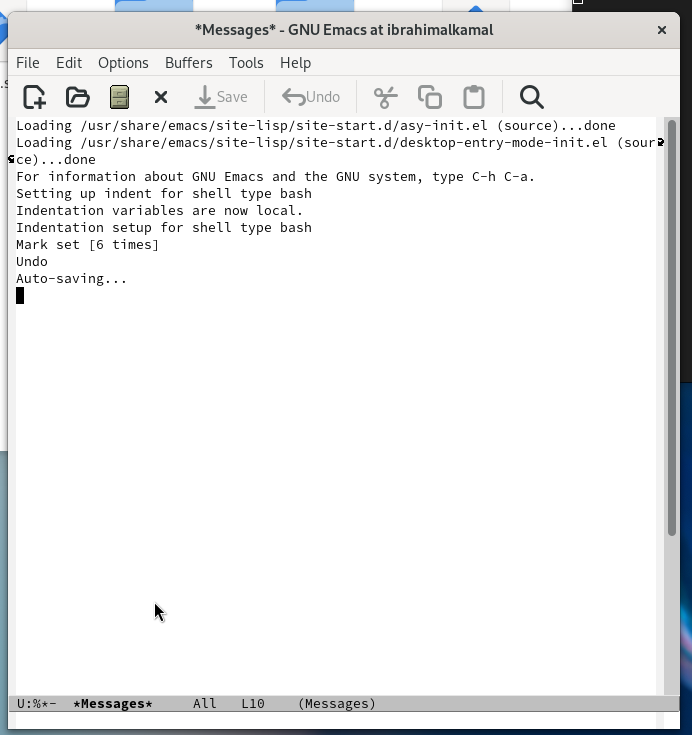 *Messages* - GNU Emacs at ibrahimalkamal
File Edit Options Buffers Tools Help
Save Undo
Loading /usr/share/emacs/site-lisp/site-start.d/asy-init.el (source)...done
Loading /usr/share/emacs/site-lisp/site-start.d/desktop-entry-mode-init.el (sour
ce)...done
For information about GNU Emacs and the GNU system, type C-h C-a.
Setting up indent for shell type bash
Indentation variables are now local.
Indentation setup for shell type bash
Mark set [6 times]
Undo
Auto-saving...
U:%*- *Messages* All L10 (Messages)